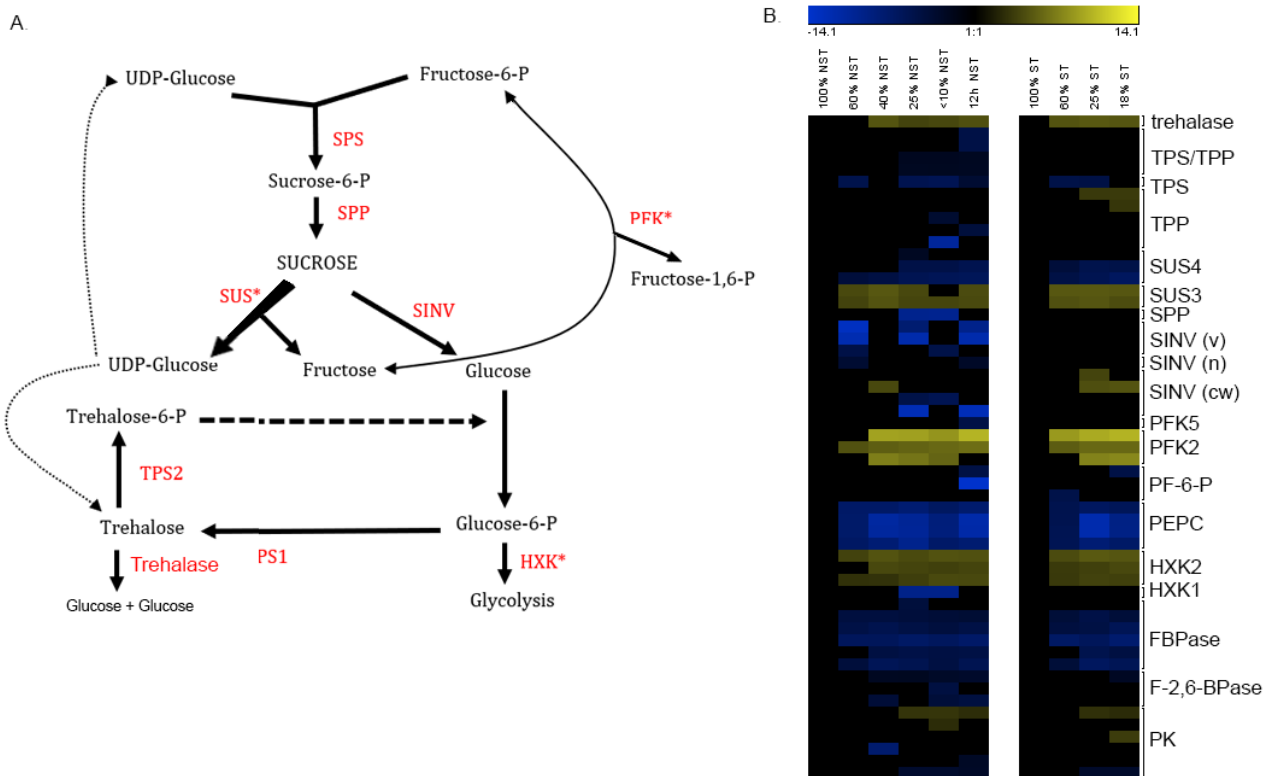 A.
UDP-Glucose
Fructose-6-P
SPS
Sucrose-6-P
SPP
PFK*
SUCROSE
Fructose-1,6-P
SUS*
SINV
UDP-Glucose
Fructose
Glucose
Trehalose-6-P
TPS2
Trehalose
Glucose-6-P
Trehalase
PS1
HXK*
Glucose + Glucose
Glycolysis
B.
-14.1
1:1
14.1
100% NST
60% NST
40% NST
25% NST
<10% NST
12h NST
100% ST
60% ST
25% ST
18% ST
trehalase
TPS/TPP
TPS
TPP
SUS4
SUS3
SPP
SINV (v)
SINV (n)
SINV (cw)
PFK5
PFK2
PF-6-P
PEPC
HXK2
HXK1
FBPase
F-2,6-BPase
PK